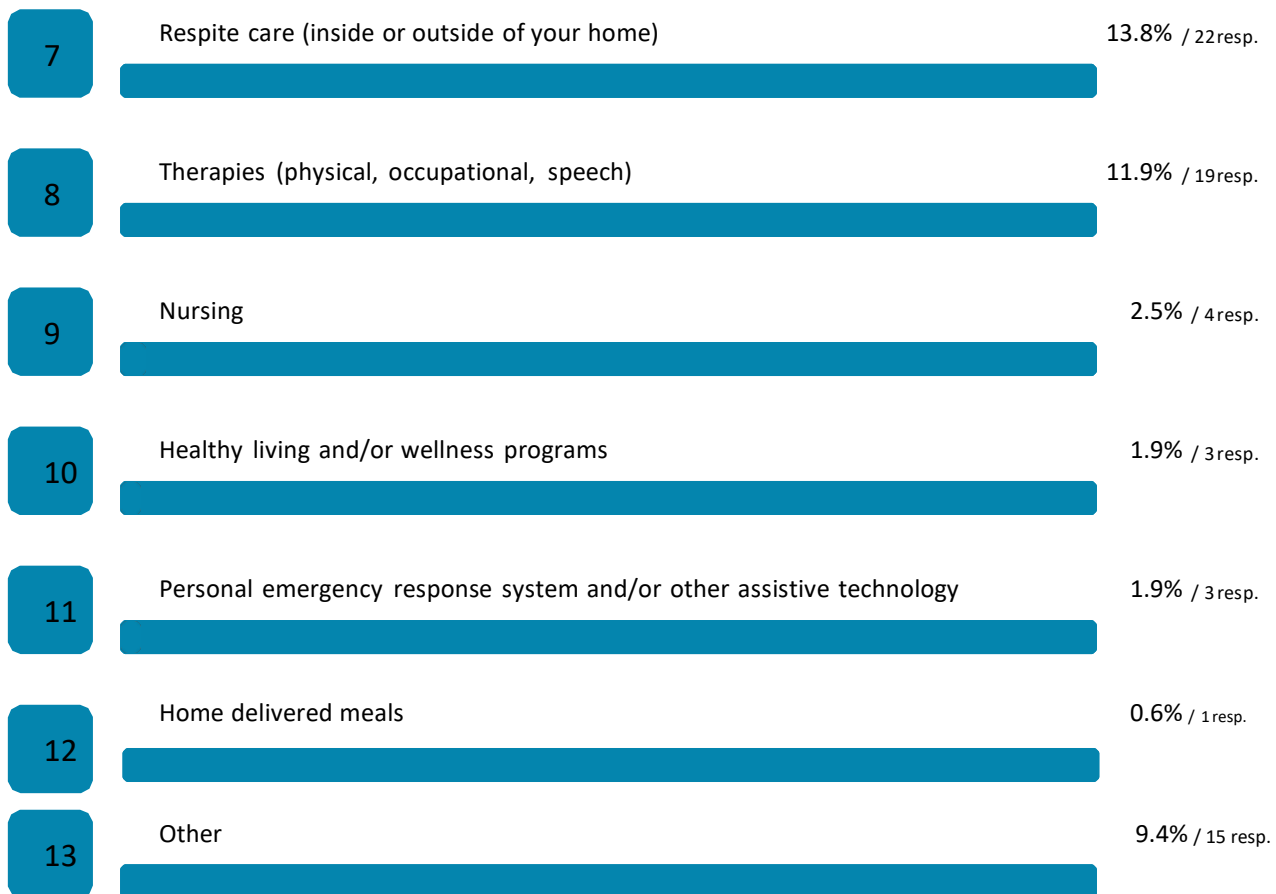 7 Respite care (inside or outside of your home) 13.8% / 22 resp.
8 Therapies (physical, occupational, speech) 11.9% / 19 resp.
9 Nursing 2.5% / 4 resp.
10 Healthy living and/or wellness programs 1.9% / 3 resp.
11 Personal emergency response system and/or other assistive technology 1.9% / 3 resp.
12 Home delivered meals 0.6% / 1 resp.
13 Other 9.4% / 15 resp.